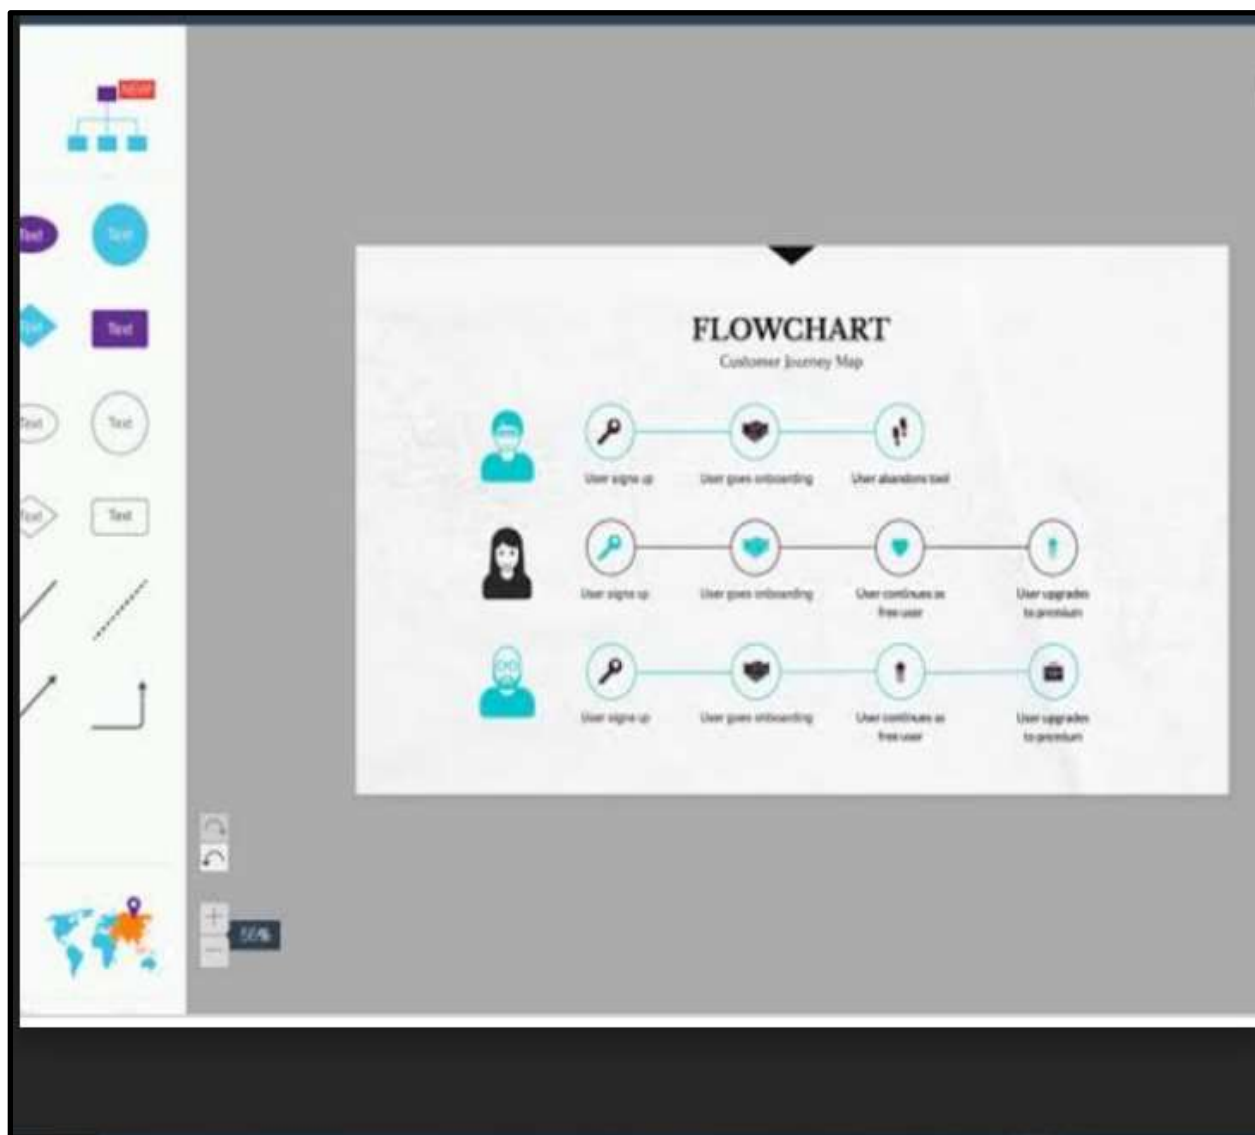 NEW!
Text
Text
Text
Text
Text
Text
Text
Text
FLOWCHART
Customer Journey Map
User signs up
User goes onboarding
User abandons tool
User signs up
User goes onboarding
User continues as
free user
User upgrades
to premium
User signs up
User goes onboarding
User continues as
free user
User upgrades
to premium